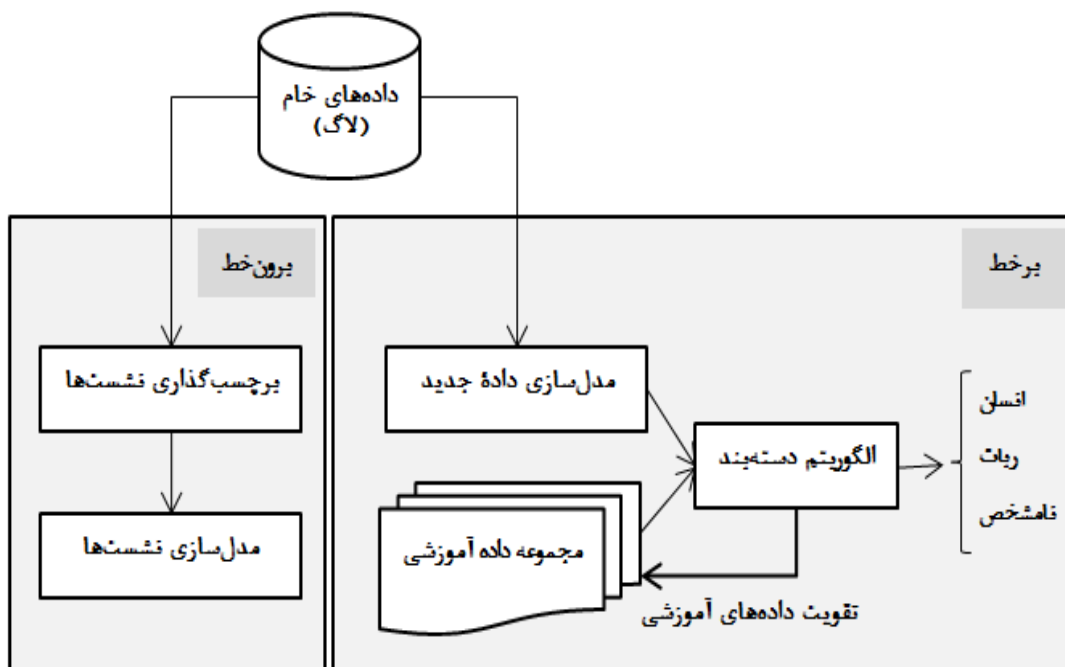 داده‌های خام
(لاگ)
برخط
برون‌خط
مدل‌سازی دادهٔ جدید
برچسب‌گذاری نشست‌ها
الگوریتم دسته‌بند
انسان
ربات
نامشخص
مجموعه داده آموزشی
مدل‌سازی نشست‌ها
تقویت داده‌های آموزشی